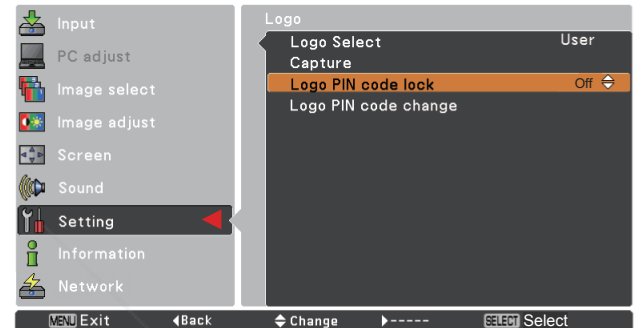 Input
PC adjust
Image select
Image adjust
Screen
Sound
Setting
Information
Network
Logo
Logo Select User
Capture
Logo PIN code lock Off
Logo PIN code change
MENU Exit Back Change ----- SELECT Select